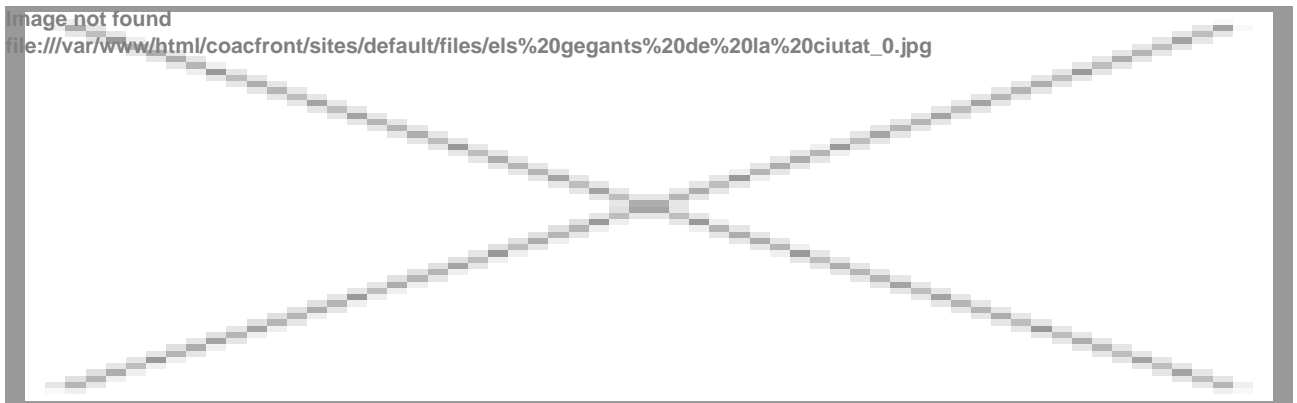 Image not found
file:///var/www/html/coacfront/sites/default/files/els%20gegants%20de%20la%20ciutat_0.jpg